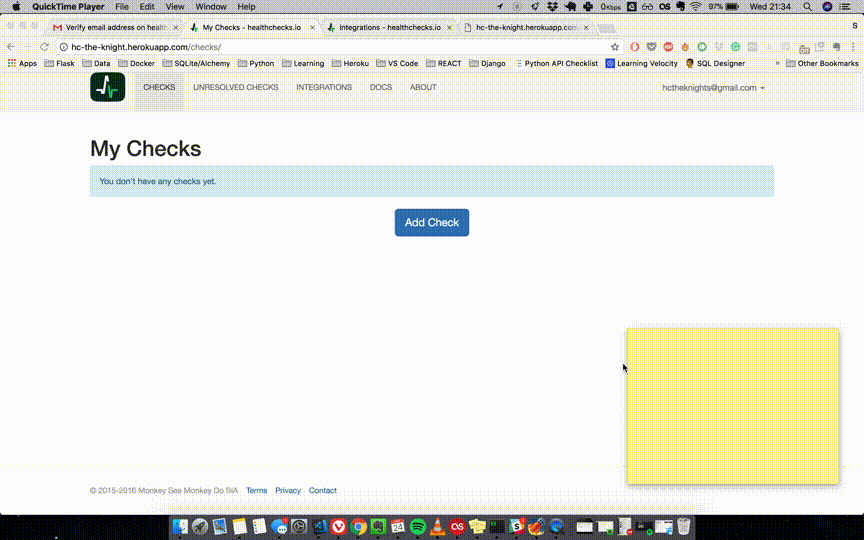 QuickTime Player File Edit View Window Help 0Kbps 97% Wed 21:34
Verify email address on health × My Checks - healthchecks.io × Integrations - healthchecks.io × hc-the-knight.herokuapp.com ×
hc-the-knight.herokuapp.com/checks/
Apps Flask Data Docker SQLite/Alchemy Python Learning Heroku VS Code REACT Django Python API Checklist Learning Velocity SQL Designer » Other Bookmarks
CHECKS UNRESOLVED CHECKS INTEGRATIONS DOCS ABOUT hctheknights@gmail.com
My Checks
You don't have any checks yet.
Add Check
© 2015-2016 Monkey See Monkey Do SIA Terms Privacy Contact